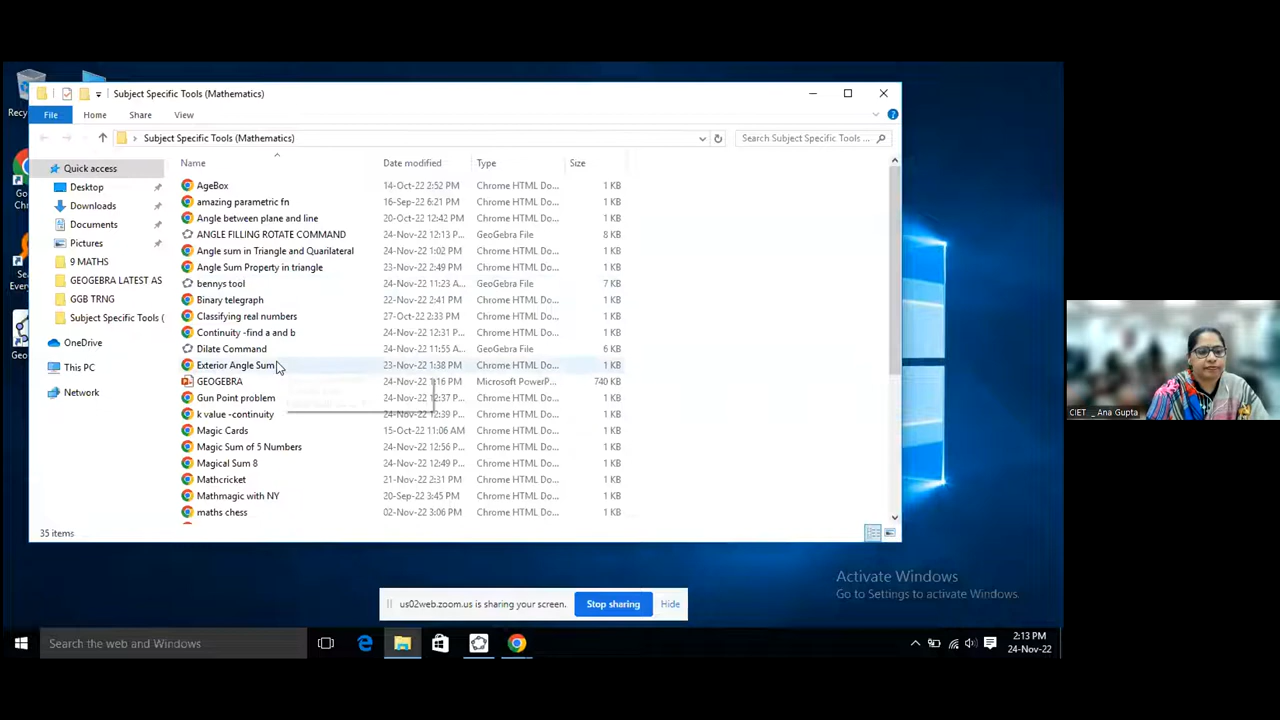 Subject Specific Tools (Mathematics)
File Home Share View
Subject Specific Tools (Mathematics)
Search Subject Specific Tools ...
Name Date modified Type Size
Quick access
Desktop
Downloads
Documents
Pictures
9 MATHS
GEOGEBRA LATEST AS
GGB TRNG
Subject Specific Tools (
OneDrive
This PC
Network
AgeBox 14-Oct-22 2:52 PM Chrome HTML Do... 1 KB
amazing parametric fn 16-Sep-22 6:21 PM Chrome HTML Do... 1 KB
Angle between plane and line 20-Oct-22 12:42 PM Chrome HTML Do... 1 KB
ANGLE FILLING ROTATE COMMAND 24-Nov-22 12:13 P... GeoGebra File 8 KB
Angle sum in Triangle and Quarilateral 24-Nov-22 1:02 PM Chrome HTML Do... 1 KB
Angle Sum Property in triangle 23-Nov-22 2:49 PM Chrome HTML Do... 1 KB
bennys tool 24-Nov-22 11:23 A... GeoGebra File 7 KB
Binary telegraph 22-Nov-22 2:41 PM Chrome HTML Do... 1 KB
Classifying real numbers 27-Oct-22 2:33 PM Chrome HTML Do... 1 KB
Continuity -find a and b 24-Nov-22 12:31 P... Chrome HTML Do... 1 KB
Dilate Command 24-Nov-22 11:55 A... GeoGebra File 6 KB
Exterior Angle Sum 23-Nov-22 1:38 PM Chrome HTML Do... 1 KB
GEOGEBRA 24-Nov-22 1:16 PM Microsoft PowerP... 740 KB
Gun Point problem 24-Nov-22 12:37 P... Chrome HTML Do... 1 KB
k value -continuity 24-Nov-22 12:39 P... Chrome HTML Do... 1 KB
Magic Cards 15-Oct-22 11:06 AM Chrome HTML Do... 1 KB
Magic Sum of 5 Numbers 24-Nov-22 12:56 P... Chrome HTML Do... 1 KB
Magical Sum 8 24-Nov-22 12:49 P... Chrome HTML Do... 1 KB
Mathcricket 21-Nov-22 2:31 PM Chrome HTML Do... 1 KB
Mathmagic with NY 20-Sep-22 3:45 PM Chrome HTML Do... 1 KB
maths chess 02-Nov-22 3:06 PM Chrome HTML Do... 1 KB
35 items
CIET _ Ana Gupta
Activate Windows
Go to Settings to activate Windows.
us02web.zoom.us is sharing your screen. Stop sharing Hide
Search the web and Windows
2:13 PM
24-Nov-22